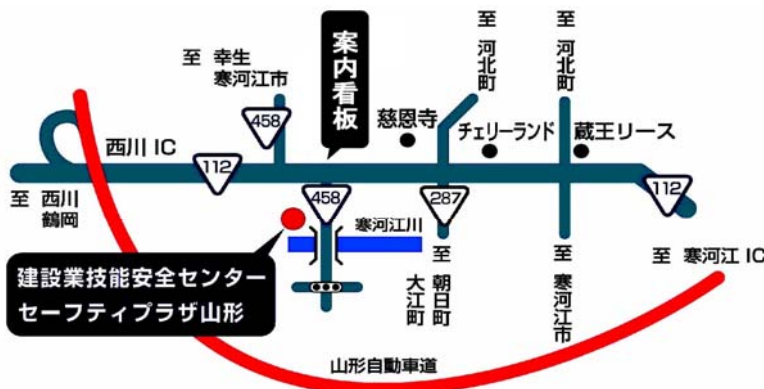 至 幸生
寒河江市
案内看板
至 河北町
至 河北町
458
慈恩寺
チェリーランド
蔵王リース
西川 IC
112
至 西川
鶴岡
458
287
112
寒河江川
建設業技能安全センター
セーフティプラザ山形
至 朝日町
大江町
至 寒河江市
至 寒河江 IC
山形自動車道